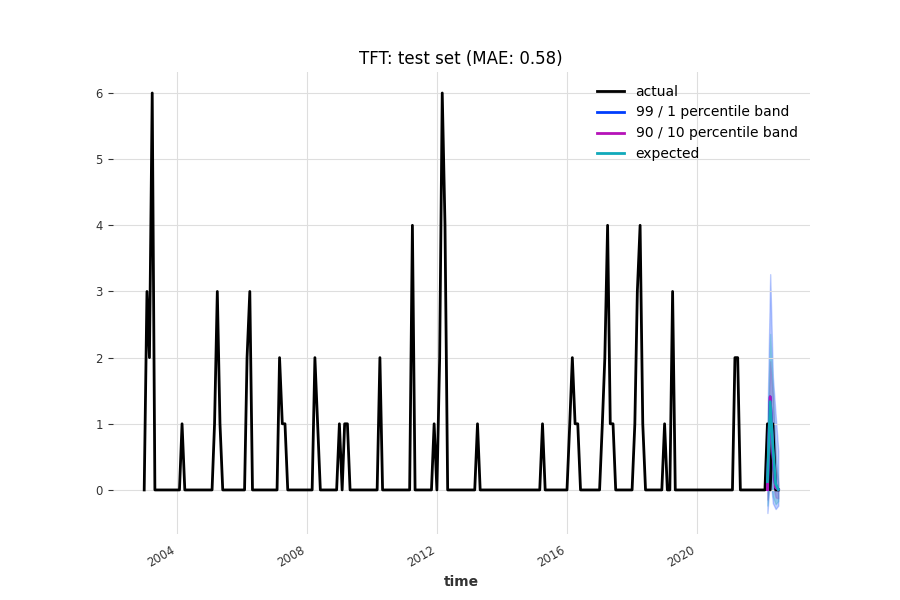 TFT: test set (MAE: 0.58)
actual
99 / 1 percentile band
90 / 10 percentile band
expected
6
5
4
3
2
1
0
2004
2008
2012
2016
2020
time